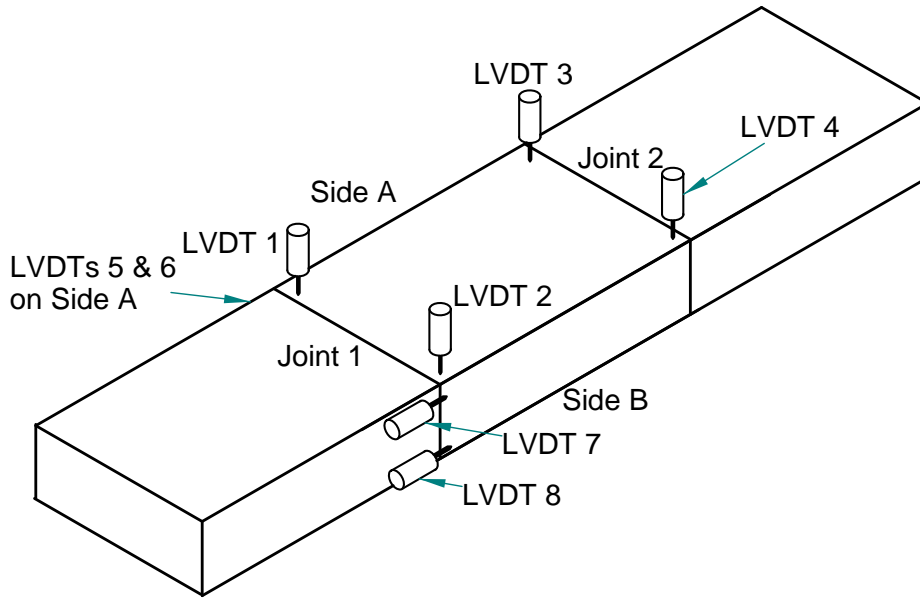 LVDT 3
LVDT 4
Joint 2
Side A
LVDT 1
LVDTs 5 & 6
on Side A
LVDT 2
Joint 1
Side B
LVDT 7
LVDT 8